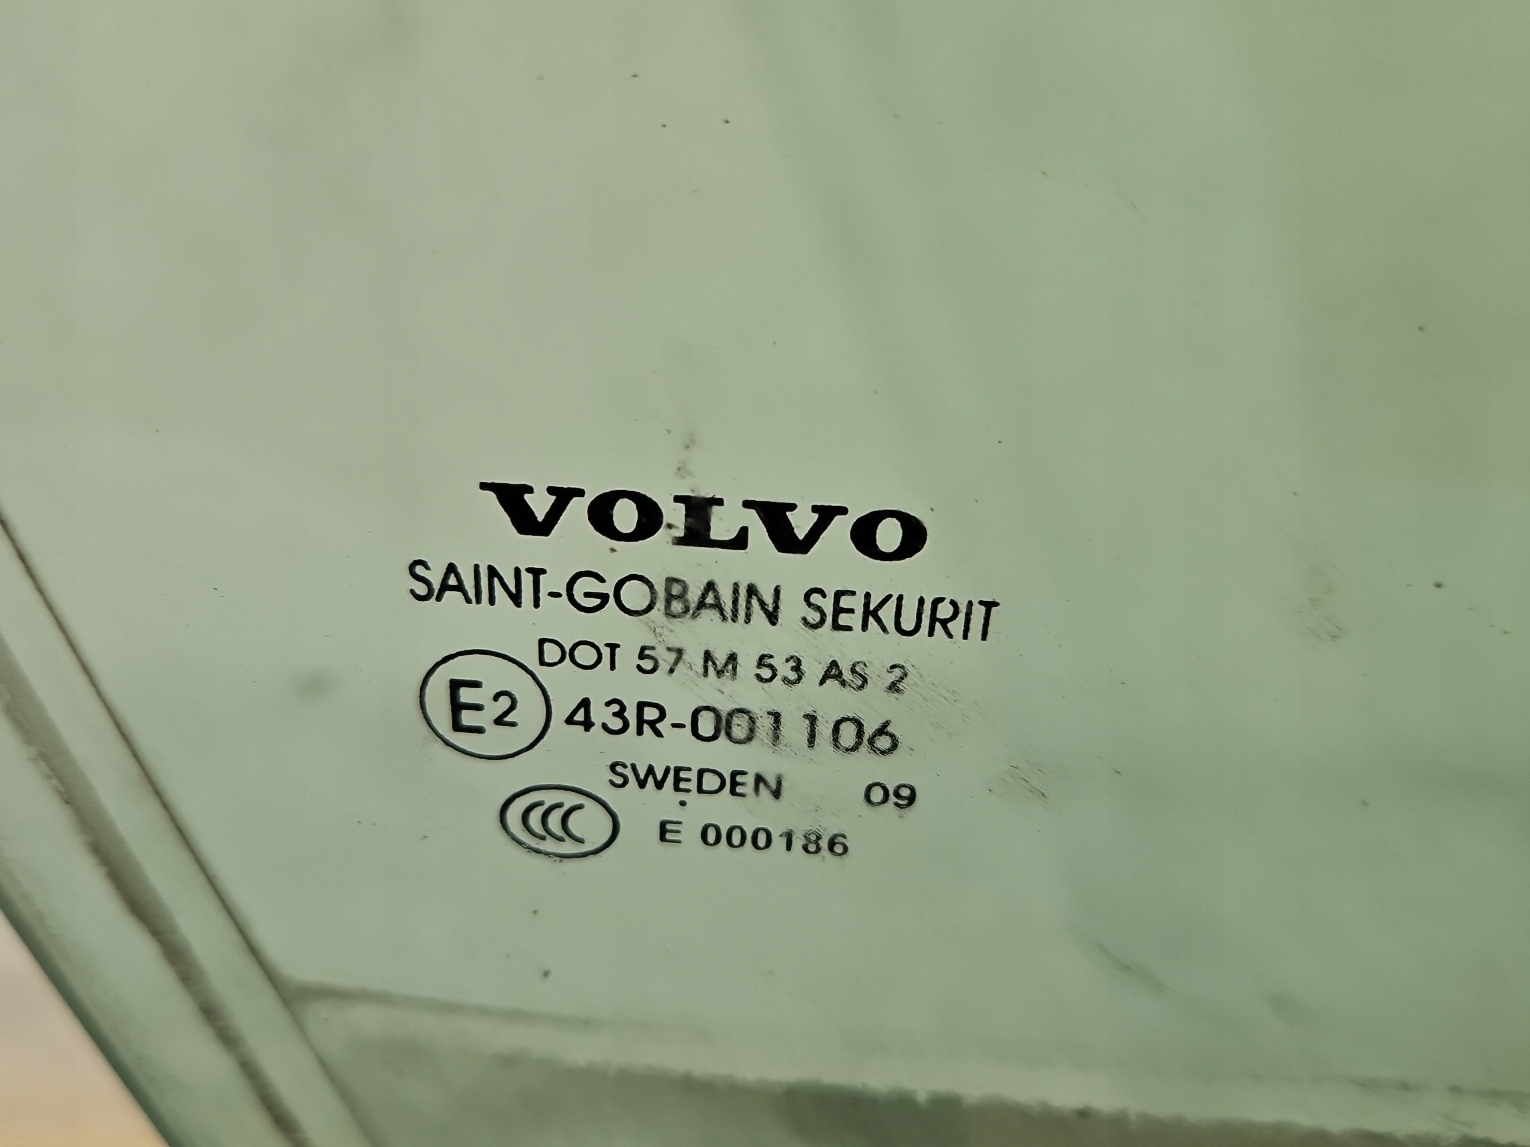 VOLVO
SAINT-GOBAIN SEKURIT
DOT 57 M 53 AS 2
E2 43R-001106
SWEDEN 09
CCC E 000186